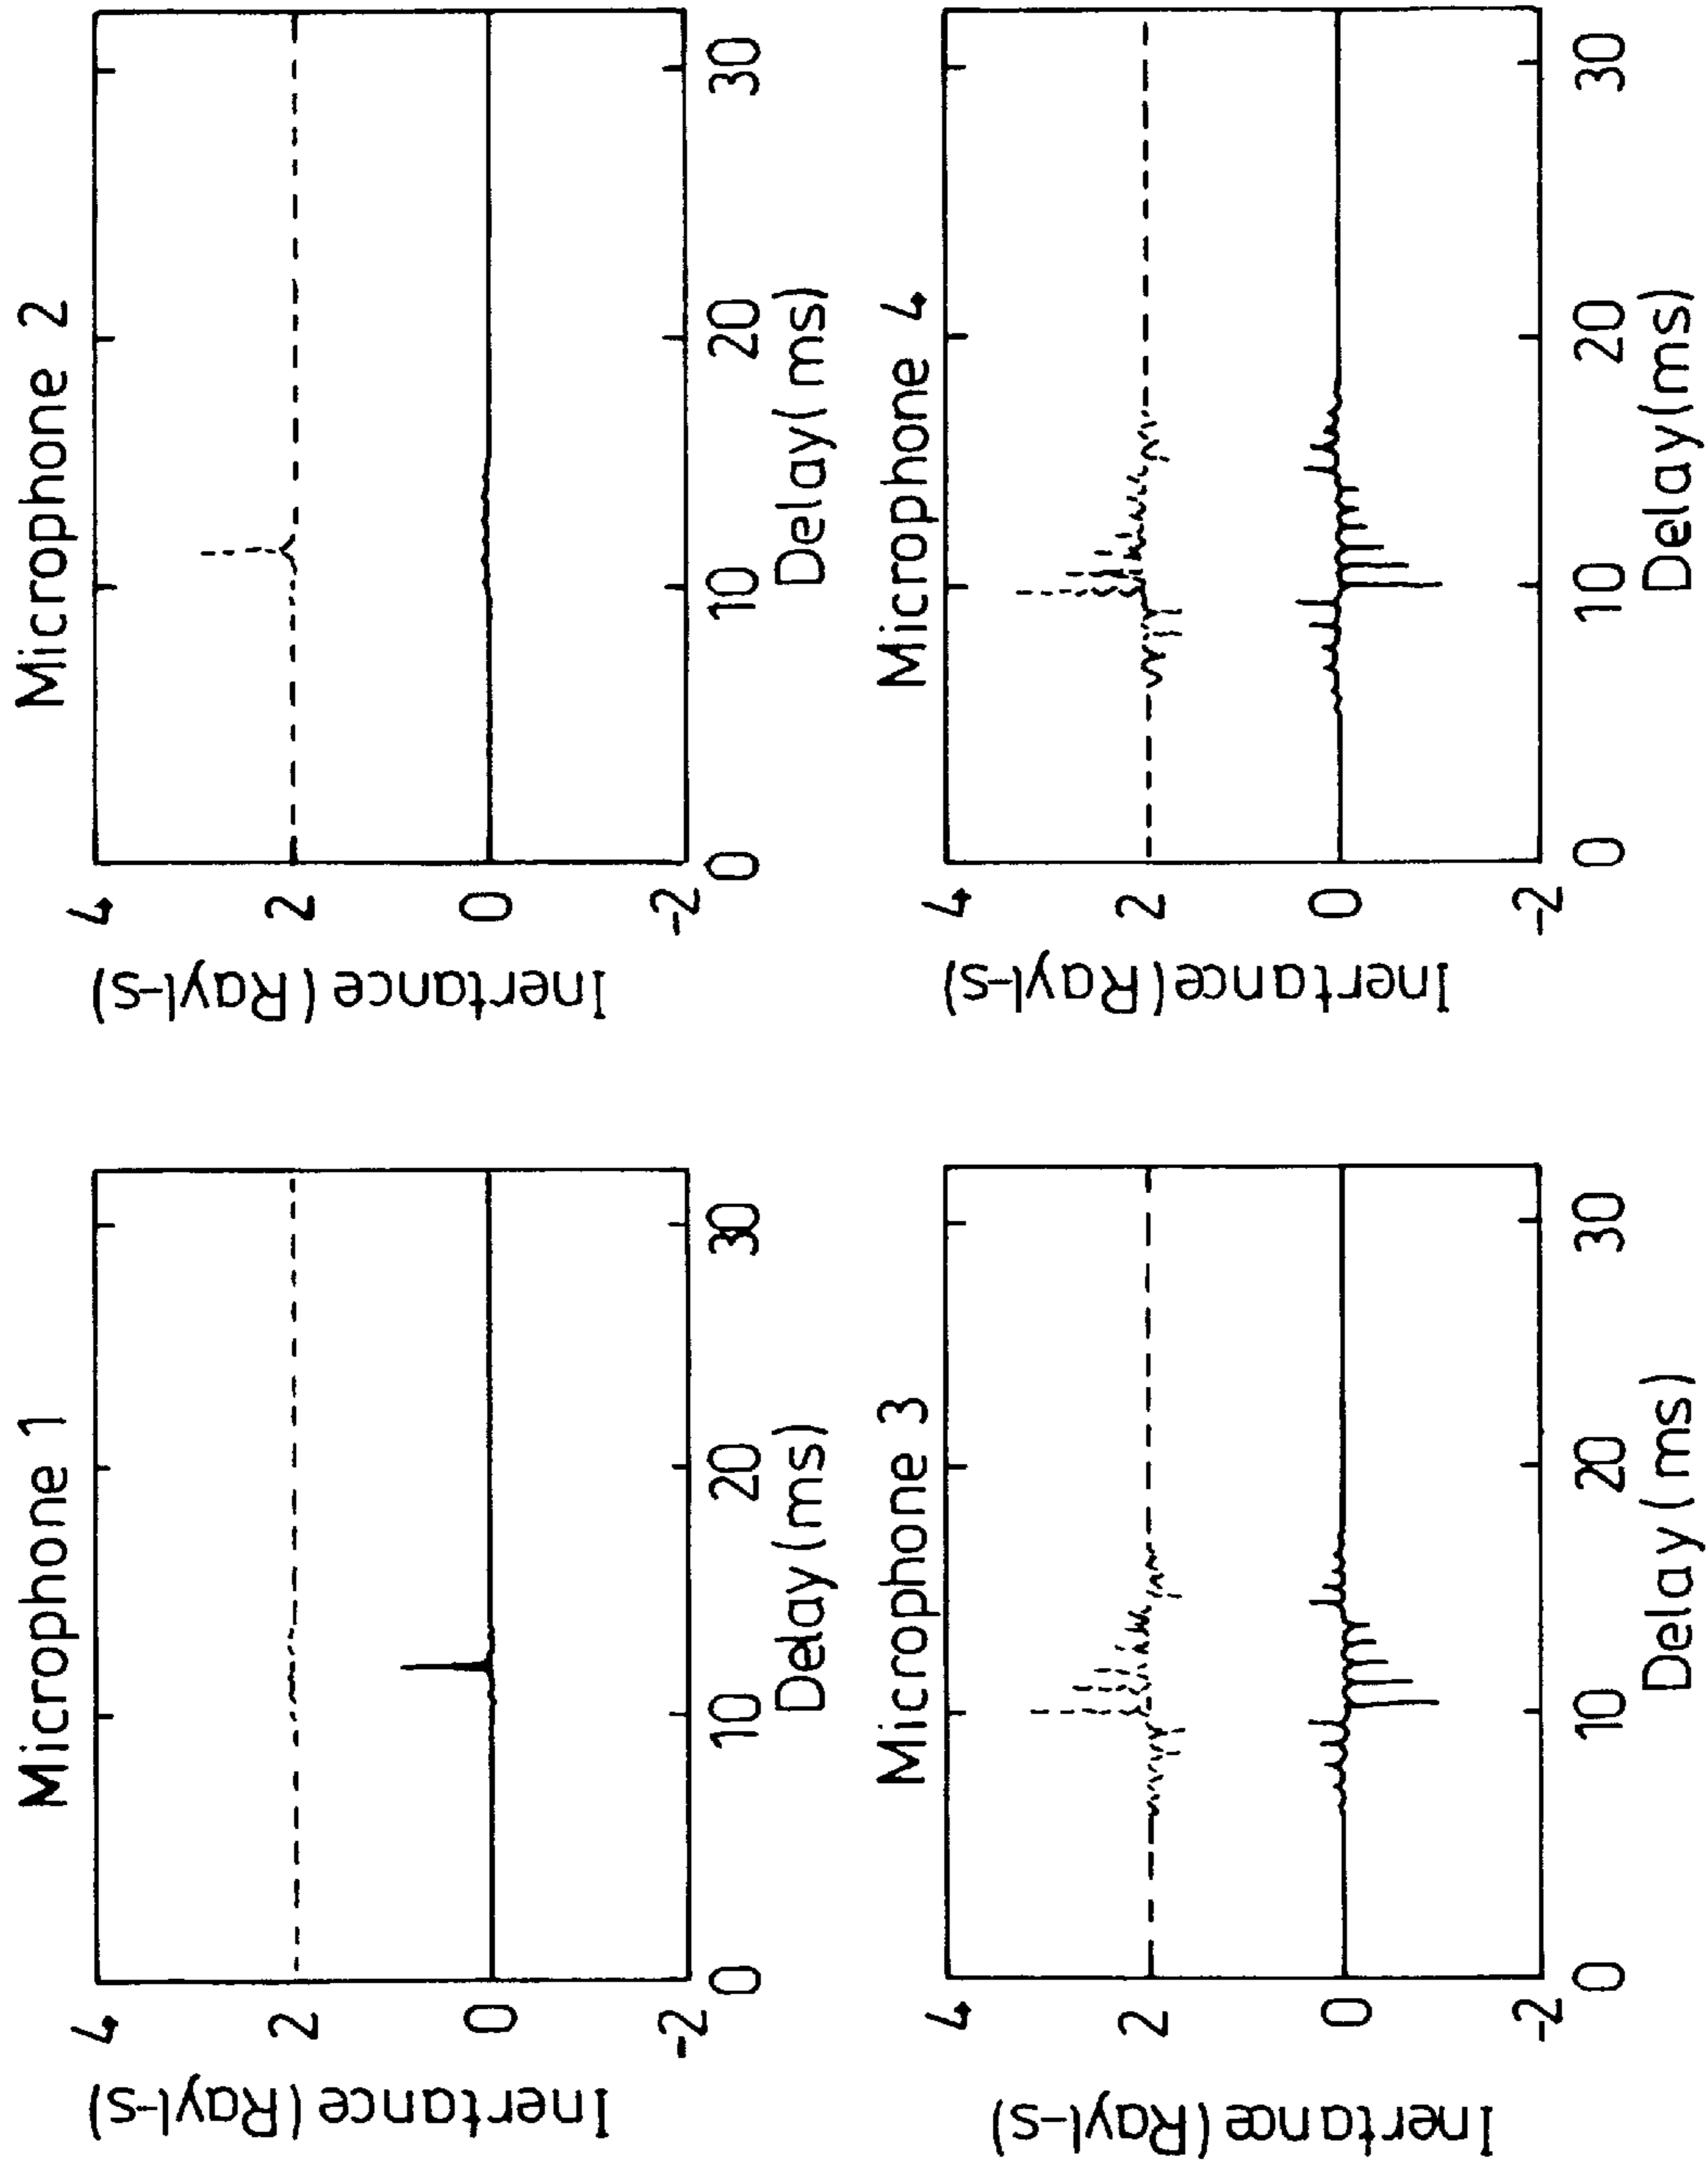 Microphone 1
4
2
0
-2
Inertance (Rayl-s)
0 10 20 30
Delay (ms)
Microphone 2
4
2
0
-2
Inertance (Rayl-s)
0 10 20 30
Delay (ms)
Microphone 3
4
2
0
-2
Inertance (Rayl-s)
0 10 20 30
Delay (ms)
Microphone 4
4
2
0
-2
Inertance (Rayl-s)
0 10 20 30
Delay (ms)